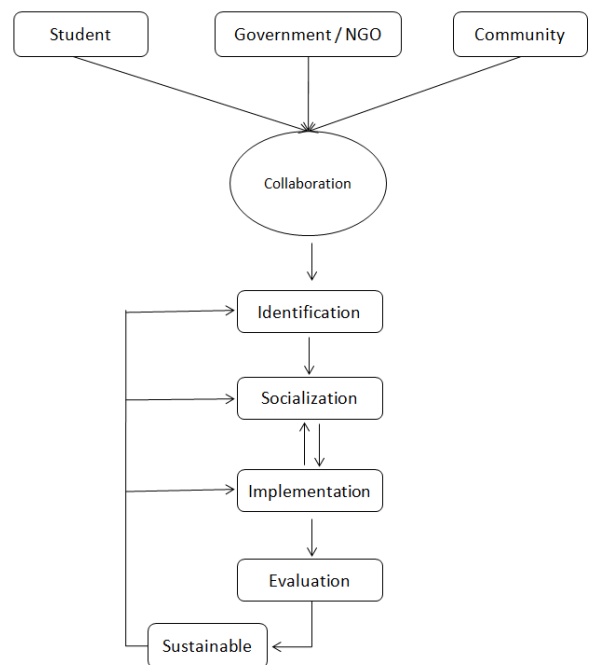 Student
Government / NGO
Community
Collaboration
Identification
Socialization
Implementation
Evaluation
Sustainable